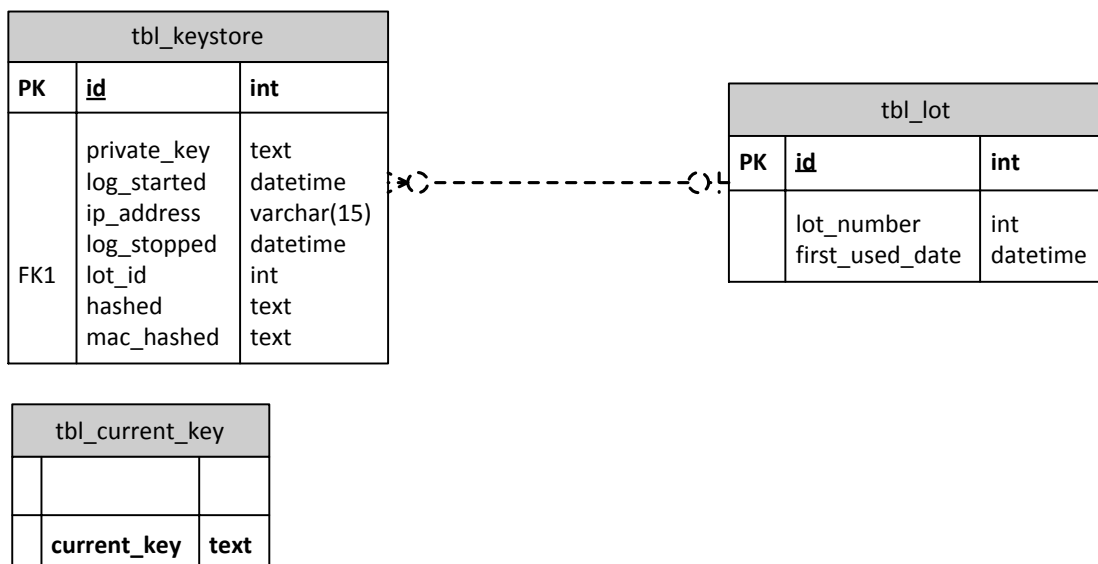 tbl_keystore
PK id int
private_key text
log_started datetime
ip_address varchar(15)
log_stopped datetime
FK1 lot_id int
hashed text
mac_hashed text
tbl_lot
PK id int
lot_number int
first_used_date datetime
tbl_current_key
current_key text